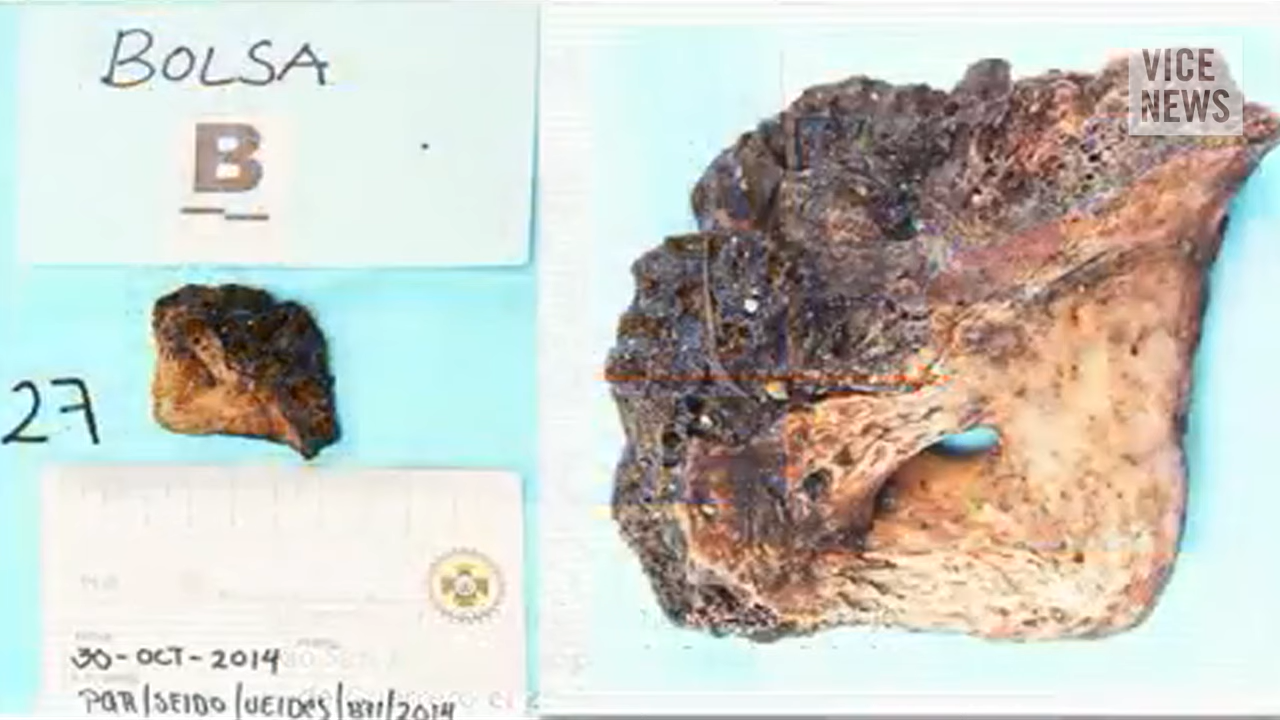 BOLSA
B
VICE
NEWS
27
30-OCT-2014
PGR/SEIDO/UEIDCS/871/2014